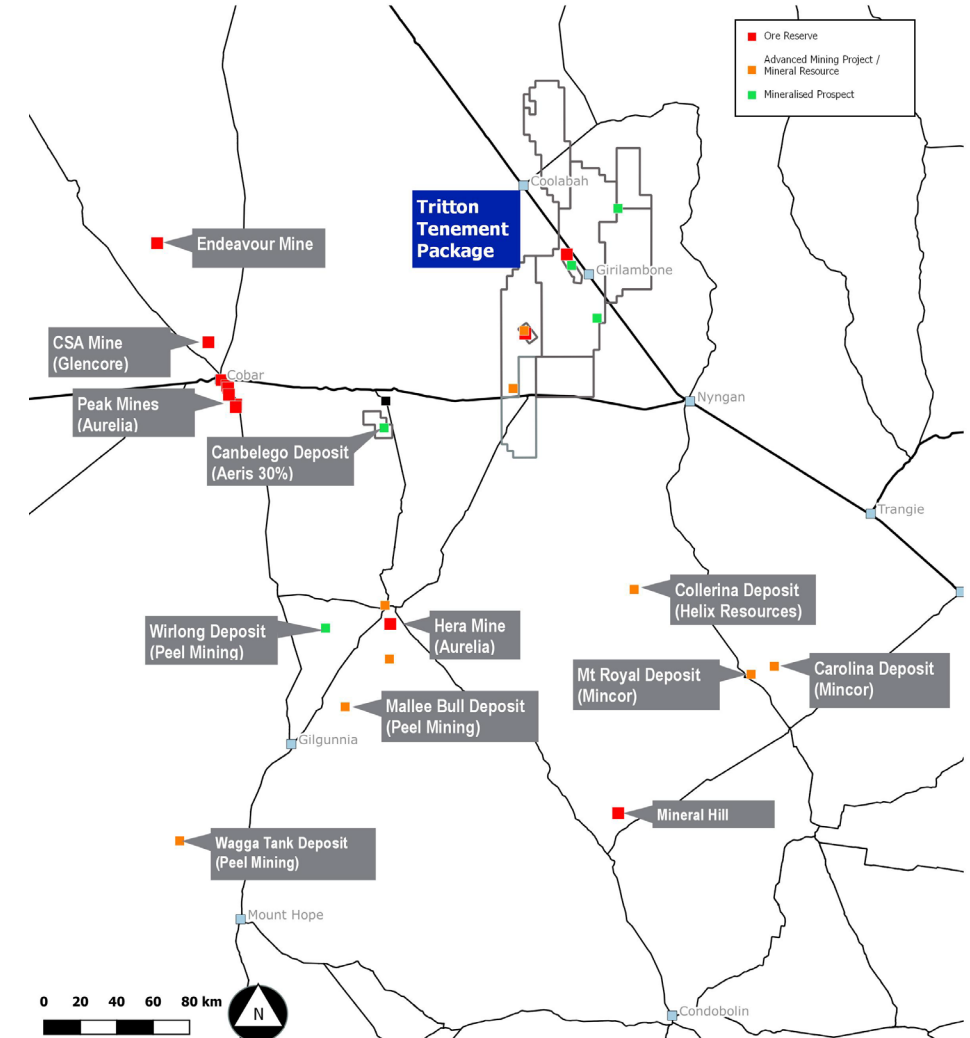 Ore Reserve
Advanced Mining Project /
Mineral Resource
Mineralised Prospect
Coolabah
Tritton
Tenement
Package
Endeavour Mine
Girilambone
CSA Mine
(Glencore)
Cobar
Peak Mines
(Aurelia)
Nyngan
Canbelego Deposit
(Aeris 30%)
Trangie
Collerina Deposit
(Helix Resources)
Wirlong Deposit
(Peel Mining)
Hera Mine
(Aurelia)
Mt Royal Deposit
(Mincor)
Carolina Deposit
(Mincor)
Mallee Bull Deposit
(Peel Mining)
Gilgunnia
Mineral Hill
Wagga Tank Deposit
(Peel Mining)
Mount Hope
0 20 40 60 80 km
N
Condobolin